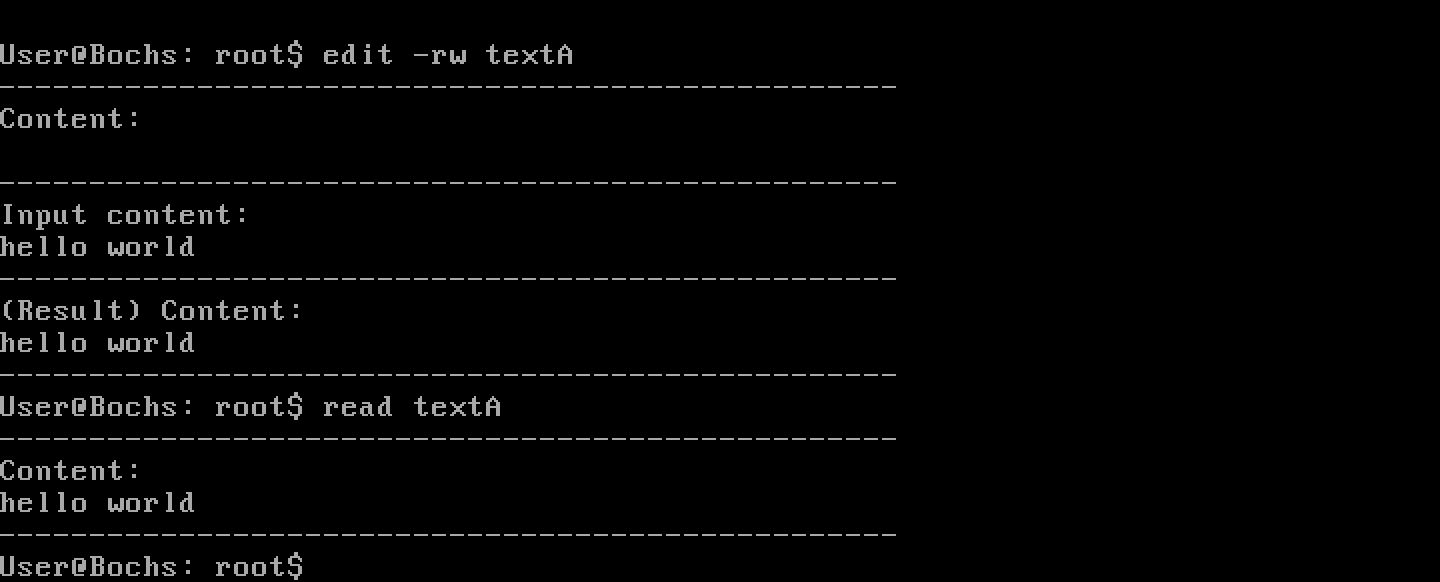 User@Bochs: root$ edit -rw textA
--------------------------------------------------
Content:
--------------------------------------------------
Input content:
hello world
--------------------------------------------------
(Result) Content:
hello world
--------------------------------------------------
User@Bochs: root$ read textA
--------------------------------------------------
Content:
hello world
--------------------------------------------------
User@Bochs: root$